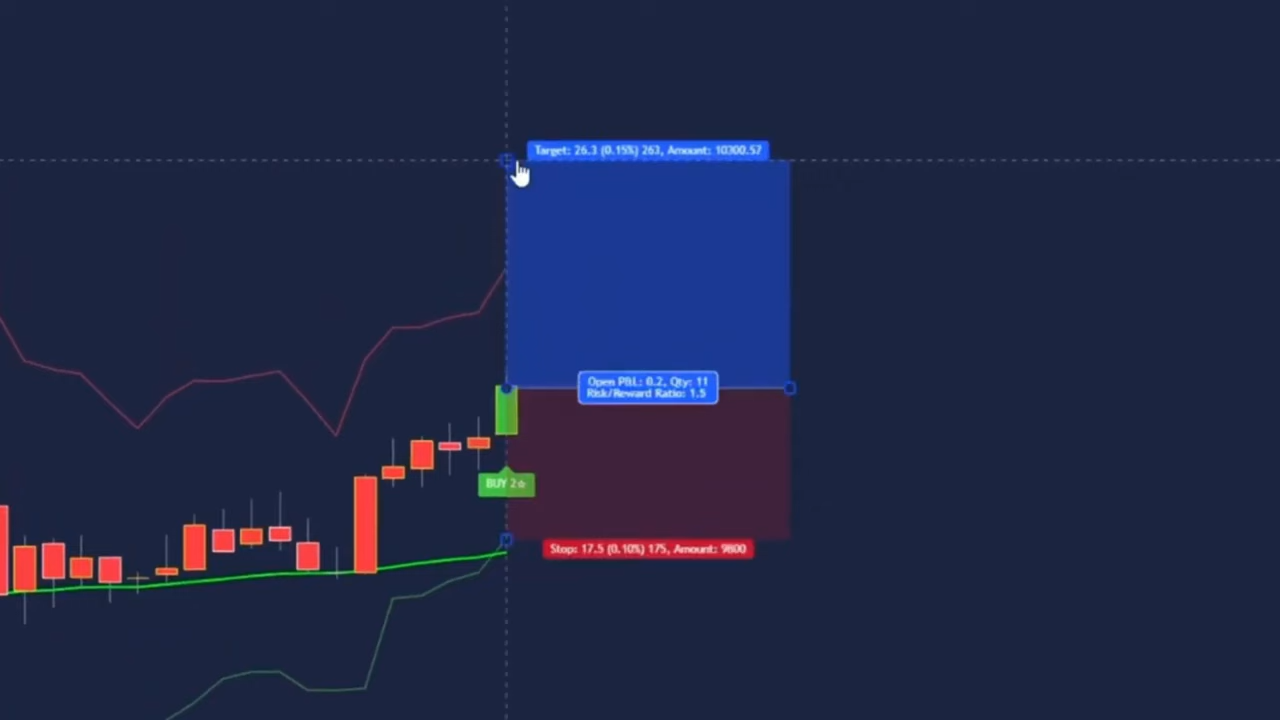 Target: 26.3 (0.15%) 263, Amount: 10300.57
Open P&L: 0.2, Qty: 11
Risk/Reward Ratio: 1.5
BUY 2☆
Stop: 17.5 (0.10%) 175, Amount: 9800